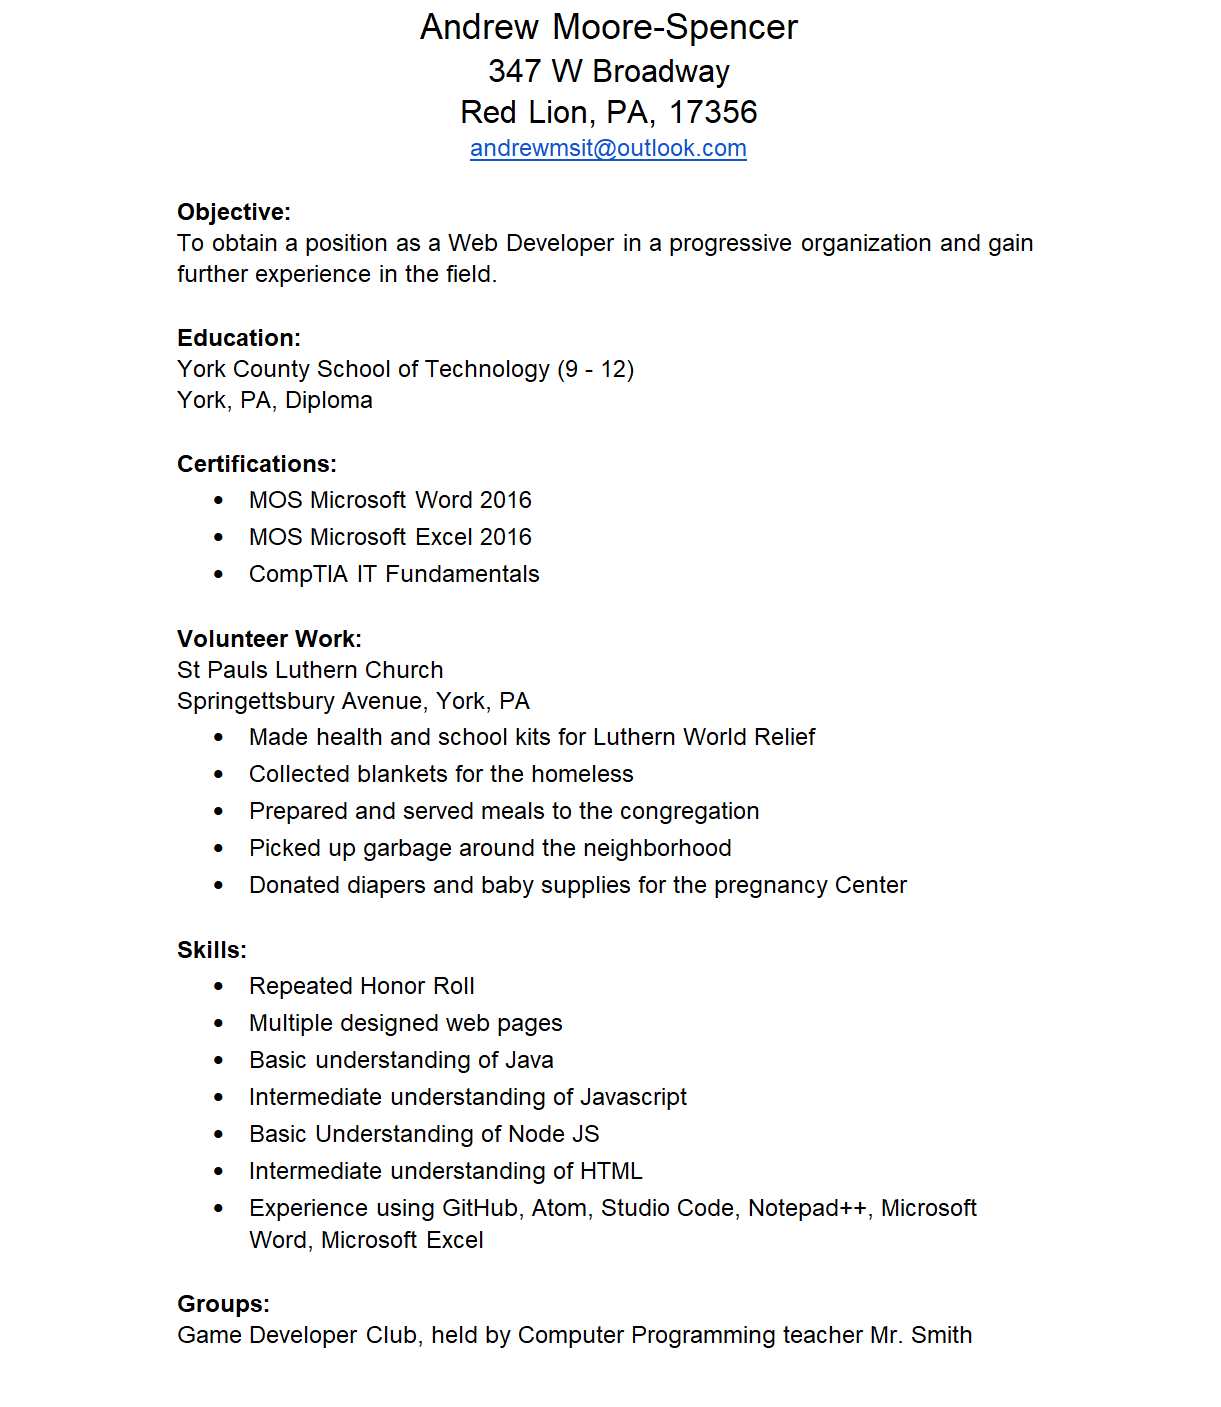 Andrew Moore-Spencer
347 W Broadway
Red Lion, PA, 17356
andrewmsit@outlook.com
Objective:
To obtain a position as a Web Developer in a progressive organization and gain
further experience in the field.
Education:
York County School of Technology (9 - 12)
York, PA, Diploma
Certifications:
• MOS Microsoft Word 2016
• MOS Microsoft Excel 2016
• CompTIA IT Fundamentals
Volunteer Work:
St Pauls Luthern Church
Springettsbury Avenue, York, PA
• Made health and school kits for Luthern World Relief
• Collected blankets for the homeless
• Prepared and served meals to the congregation
• Picked up garbage around the neighborhood
• Donated diapers and baby supplies for the pregnancy Center
Skills:
• Repeated Honor Roll
• Multiple designed web pages
• Basic understanding of Java
• Intermediate understanding of Javascript
• Basic Understanding of Node JS
• Intermediate understanding of HTML
• Experience using GitHub, Atom, Studio Code, Notepad++, Microsoft
Word, Microsoft Excel
Groups:
Game Developer Club, held by Computer Programming teacher Mr. Smith